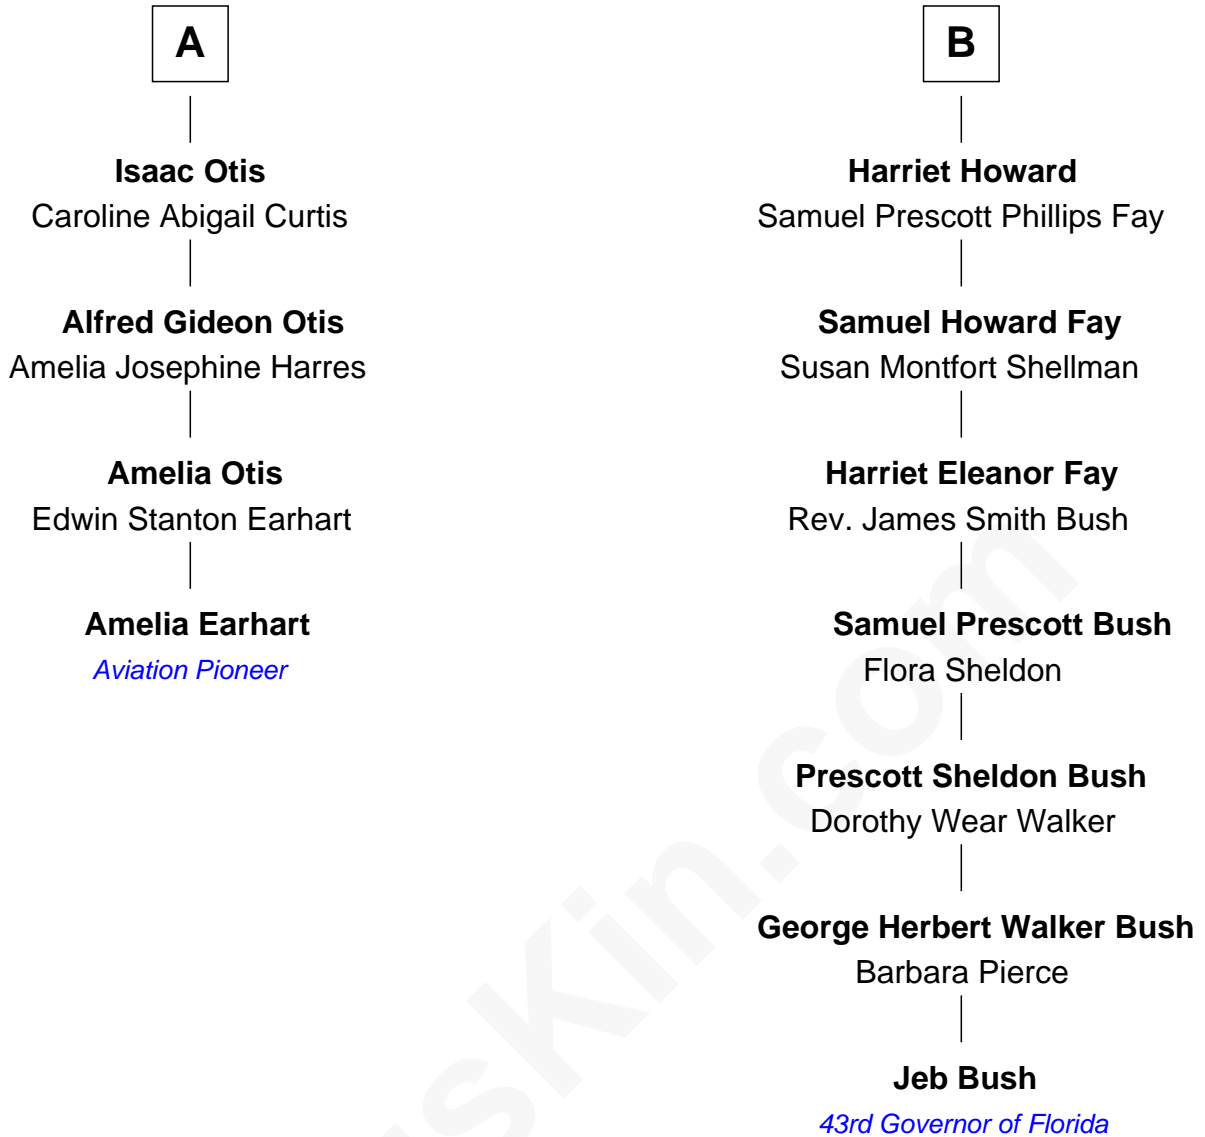 A
Isaac Otis
Caroline Abigail Curtis
Alfred Gideon Otis
Amelia Josephine Harres
Amelia Otis
Edwin Stanton Earhart
Amelia Earhart
Aviation Pioneer
B
Harriet Howard
Samuel Prescott Phillips Fay
Samuel Howard Fay
Susan Montfort Shellman
Harriet Eleanor Fay
Rev. James Smith Bush
Samuel Prescott Bush
Flora Sheldon
Prescott Sheldon Bush
Dorothy Wear Walker
George Herbert Walker Bush
Barbara Pierce
Jeb Bush
43rd Governor of Florida